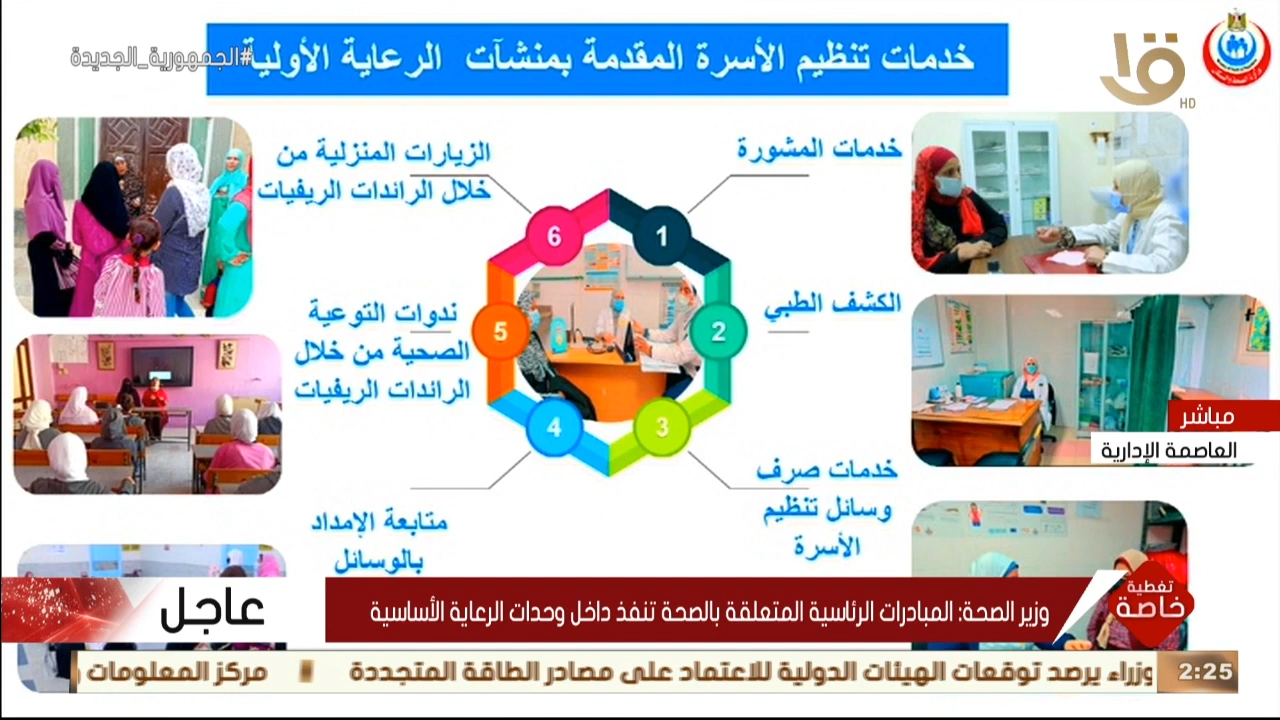 خدمات تنظيم الأسرة المقدمة بمنشآت الرعاية الأولية
#الجمهورية_الجديدة
HD
خدمات المشورة
1
الكشف الطبي
2
خدمات صرف
وسائل تنظيم
الأسرة
3
متابعة الإمداد
بالوسائل
4
ندوات التوعية
الصحية من خلال
الرائدات الريفيات
5
الزيارات المنزلية من
خلال الرائدات الريفيات
6
مباشر
العاصمة الإدارية
تغطية
خاصة
وزير الصحة: المبادرات الرئاسية المتعلقة بالصحة تنفذ داخل وحدات الرعاية الأساسية
عاجل
وزراء يرصد توقعات الهيئات الدولية للاعتماد على مصادر الطاقة المتجددة
مركز المعلومات
2:25